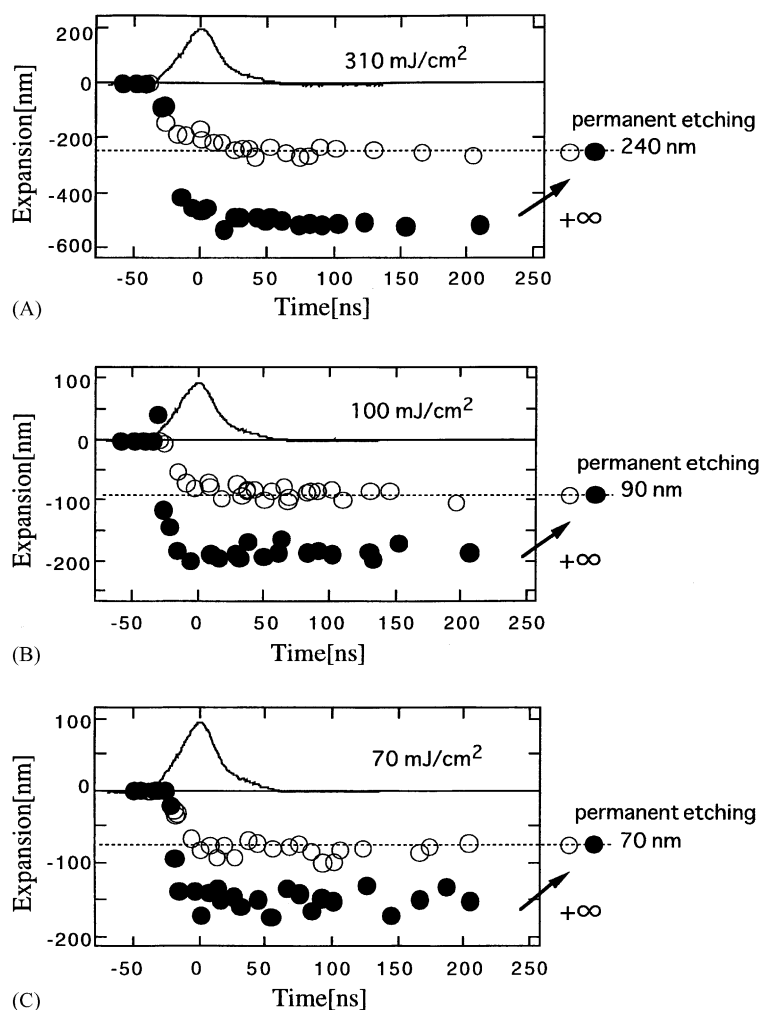 Expansion[nm]
200
0
-200
-400
-600
310 mJ/cm²
permanent etching
240 nm
+∞
-50 0 50 100 150 200 250
Time[ns]
(A)
Expansion[nm]
100
0
-100
-200
100 mJ/cm²
permanent etching
90 nm
+∞
-50 0 50 100 150 200 250
Time[ns]
(B)
Expansion[nm]
100
0
-100
-200
70 mJ/cm²
permanent etching
70 nm
+∞
-50 0 50 100 150 200 250
Time[ns]
(C)